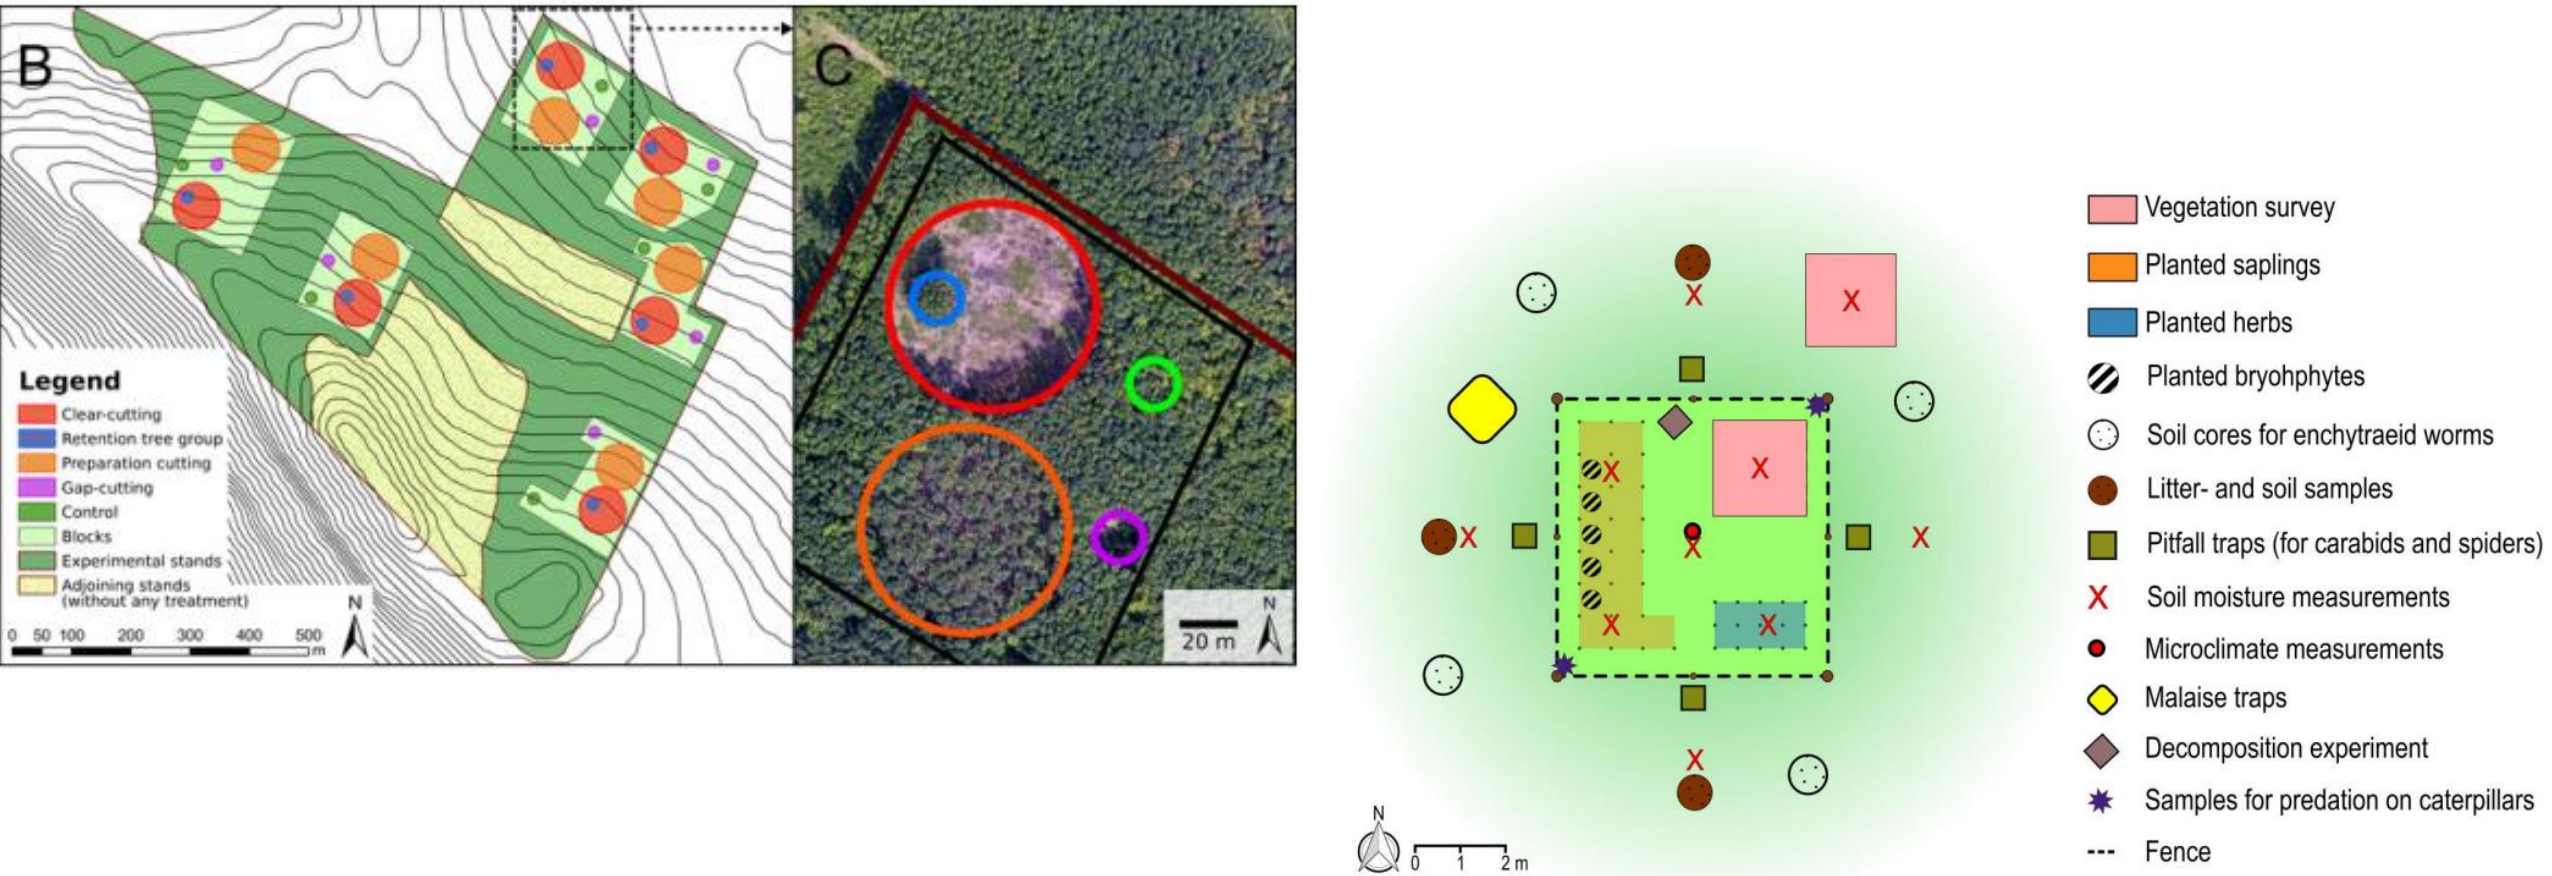 B
Legend
Clear-cutting
Retention tree group
Preparation cutting
Gap-cutting
Control
Blocks
Experimental stands
Adjoining stands
(without any treatment)
0 50 100 200 300 400 500 m
N
C
20 m
N
X
X
X
X
X
X
X
X
X
X
N
0 1 2 m
Vegetation survey
Planted saplings
Planted herbs
Planted bryohphytes
Soil cores for enchytraeid worms
Litter- and soil samples
Pitfall traps (for carabids and spiders)
X Soil moisture measurements
Microclimate measurements
Malaise traps
Decomposition experiment
Samples for predation on caterpillars
Fence